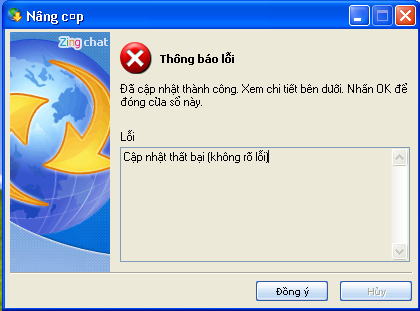 Nâng c¤p
Zing chat
Thông báo lỗi
Đã cập nhật thành công. Xem chi tiết bên dưới. Nhấn OK để
đóng cửa sổ này.
Lỗi
Cập nhật thất bại (không rõ lỗi)
Đồng ý
Hủy